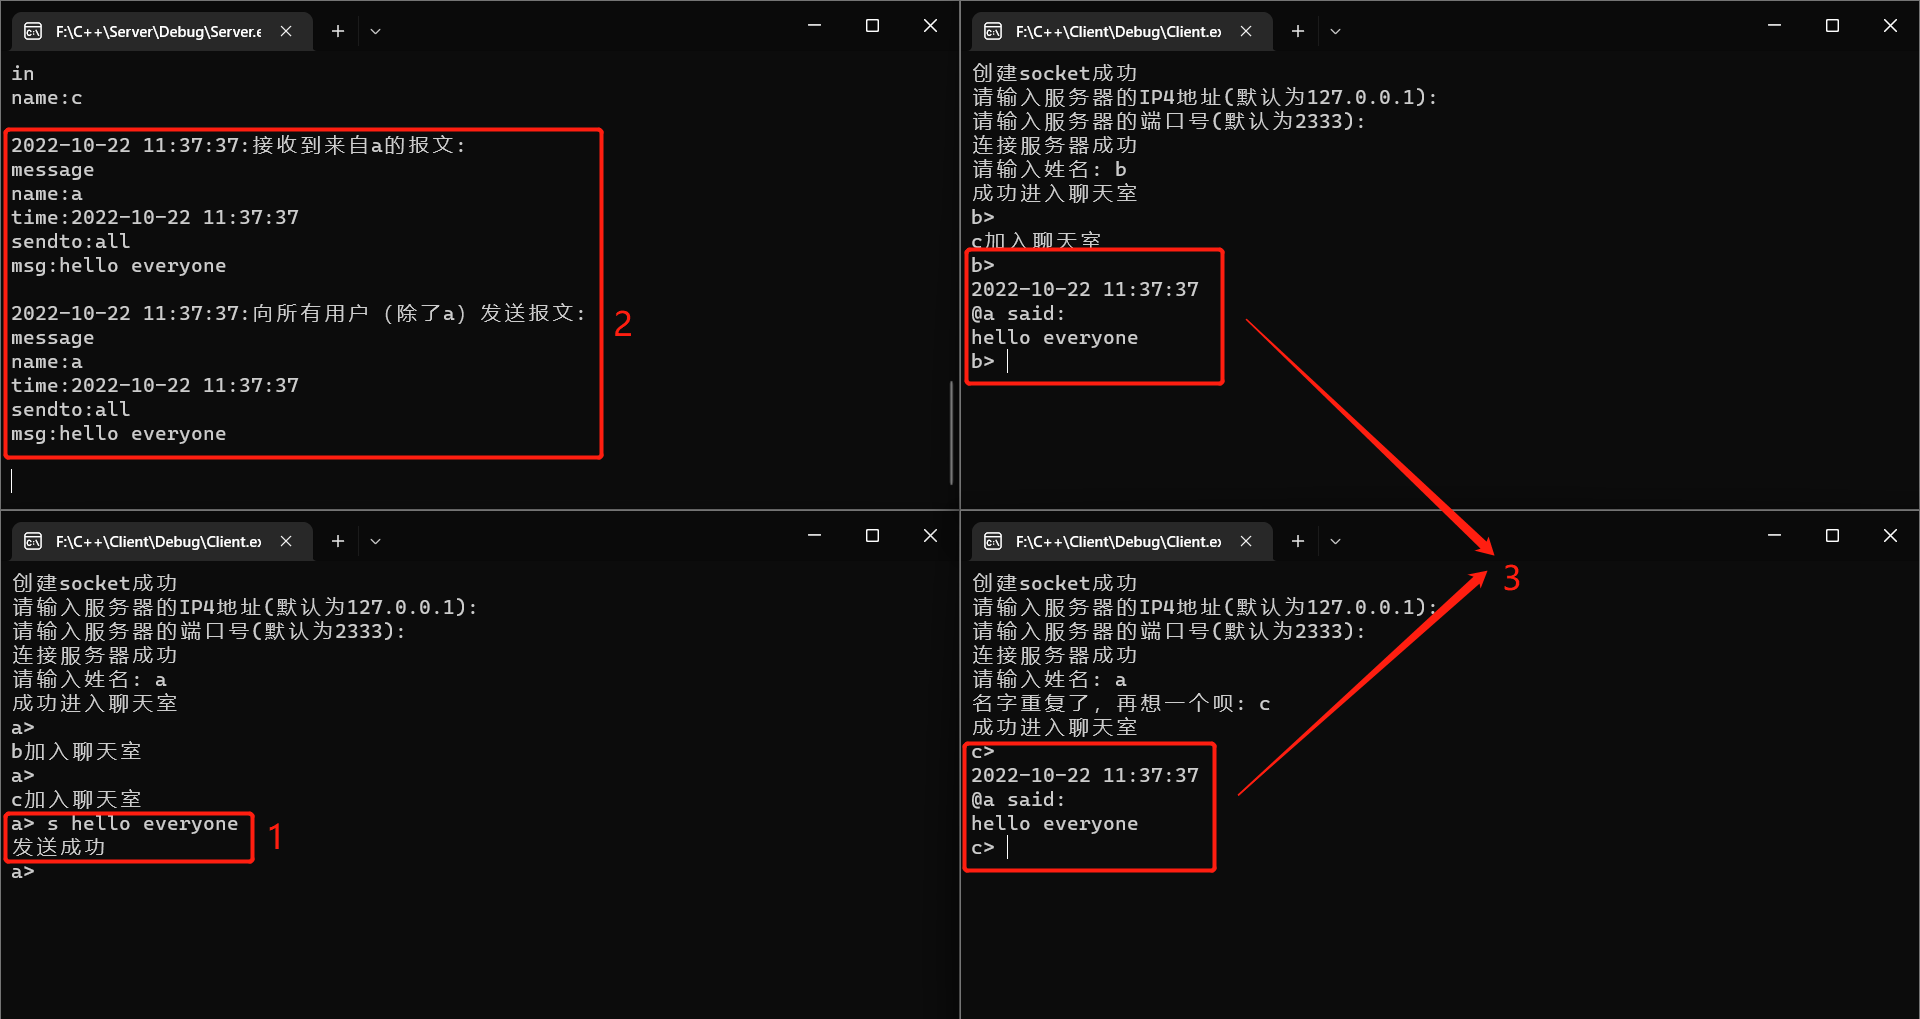 F:\C++\Server\Debug\Server.e
in
name:c
2022-10-22 11:37:37:接收到来自a的报文:
message
name:a
time:2022-10-22 11:37:37
sendto:all
msg:hello everyone
2022-10-22 11:37:37:向所有用户（除了a）发送报文:
message
name:a
time:2022-10-22 11:37:37
sendto:all
msg:hello everyone
2
F:\C++\Client\Debug\Client.ex
创建socket成功
请输入服务器的IP4地址(默认为127.0.0.1):
请输入服务器的端口号(默认为2333):
连接服务器成功
请输入姓名: b
成功进入聊天室
b>
c加入聊天室
b>
2022-10-22 11:37:37
@a said:
hello everyone
b>
F:\C++\Client\Debug\Client.ex
创建socket成功
请输入服务器的IP4地址(默认为127.0.0.1):
请输入服务器的端口号(默认为2333):
连接服务器成功
请输入姓名: a
成功进入聊天室
a>
b加入聊天室
a>
c加入聊天室
a> s hello everyone
发送成功
a>
1
F:\C++\Client\Debug\Client.ex
创建socket成功
请输入服务器的IP4地址(默认为127.0.0.1):
请输入服务器的端口号(默认为2333):
连接服务器成功
请输入姓名: a
名字重复了，再想一个呗: c
成功进入聊天室
c>
2022-10-22 11:37:37
@a said:
hello everyone
c>
3